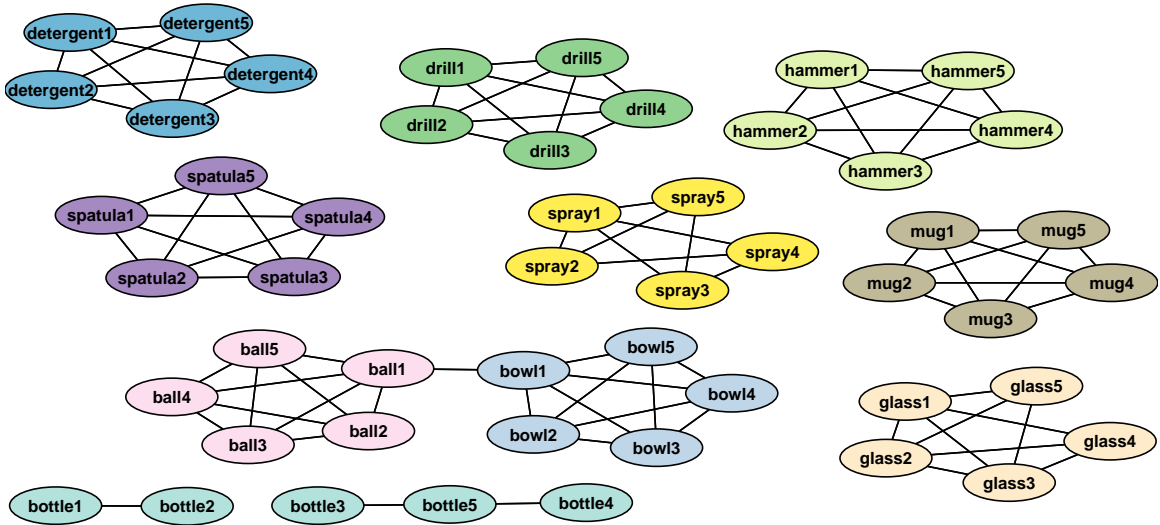 detergent1
detergent5
detergent4
detergent2
detergent3
drill1
drill5
drill4
drill2
drill3
hammer1
hammer5
hammer2
hammer4
hammer3
spatula5
spatula1
spatula4
spatula2
spatula3
spray1
spray5
spray4
spray2
spray3
mug1
mug5
mug2
mug4
mug3
ball5
ball1
ball4
ball3
ball2
bowl5
bowl1
bowl4
bowl2
bowl3
glass5
glass1
glass4
glass2
glass3
bottle1
bottle2
bottle3
bottle5
bottle4